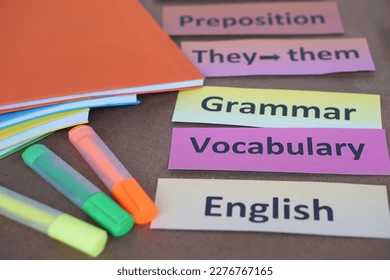 Preposition
They → them
Grammar
Vocabulary
English
shutterstock.com · 2276767165